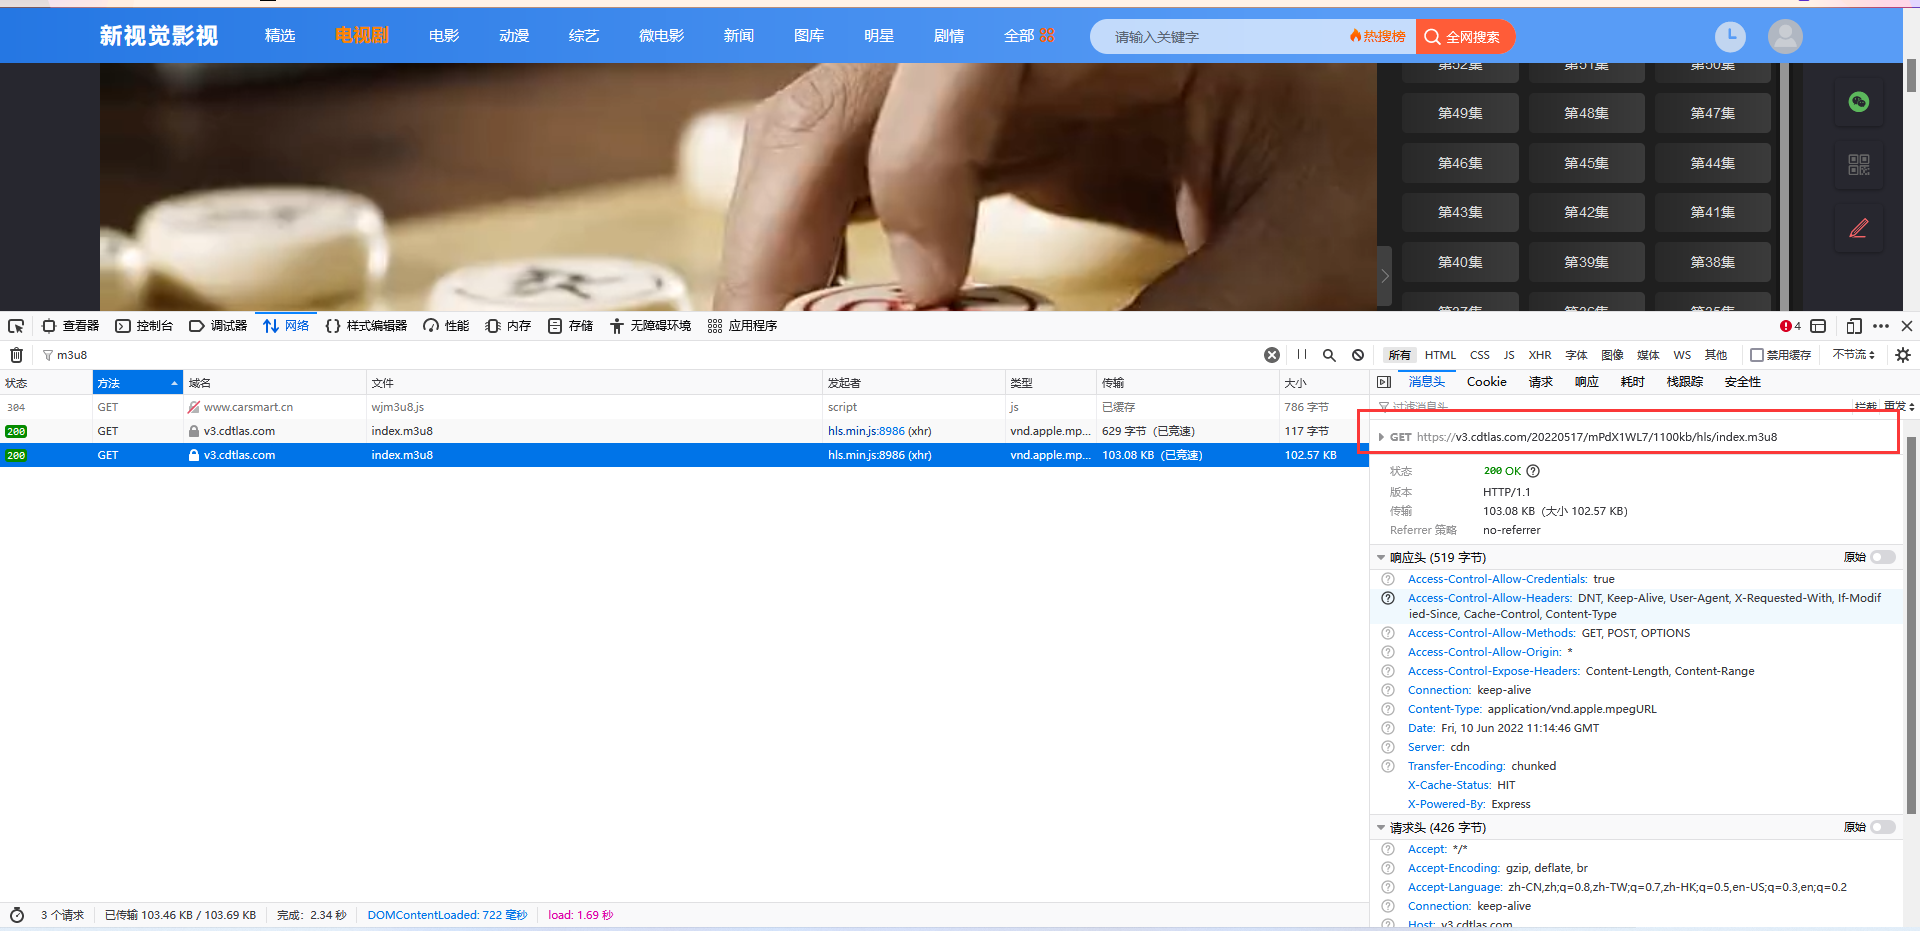 新视觉影视 精选 电视剧 电影 动漫 综艺 微电影 新闻 图库 明星 剧情 全部 请输入关键字 热搜榜 全网搜索
第52集 第51集 第50集
第49集 第48集 第47集
第46集 第45集 第44集
第43集 第42集 第41集
第40集 第39集 第38集
第37集 第36集 第35集
查看器 控制台 调试器 网络 样式编辑器 性能 内存 存储 无障碍环境 应用程序 4
m3u8 所有 HTML CSS JS XHR 字体 图像 媒体 WS 其他 禁用缓存 不节流
状态 方法 域名 文件 发起者 类型 传输 大小
304 GET www.carsmart.cn wjm3u8.js script js 已缓存 786 字节
200 GET v3.cdtlas.com index.m3u8 hls.min.js:8986 (xhr) vnd.apple.mp... 629 字节（已竞速） 117 字节
200 GET v3.cdtlas.com index.m3u8 hls.min.js:8986 (xhr) vnd.apple.mp... 103.08 KB（已竞速） 102.57 KB
3 个请求 已传输 103.46 KB / 103.69 KB 完成：2.34 秒 DOMContentLoaded: 722 毫秒 load: 1.69 秒
消息头 Cookie 请求 响应 耗时 栈跟踪 安全性
过滤消息头 拦截 重发
GET https://v3.cdtlas.com/20220517/mPdX1WL7/1100kb/hls/index.m3u8
状态 200 OK
版本 HTTP/1.1
传输 103.08 KB（大小 102.57 KB）
Referrer 策略 no-referrer
响应头 (519 字节) 原始
Access-Control-Allow-Credentials: true
Access-Control-Allow-Headers: DNT, Keep-Alive, User-Agent, X-Requested-With, If-Modif
ied-Since, Cache-Control, Content-Type
Access-Control-Allow-Methods: GET, POST, OPTIONS
Access-Control-Allow-Origin: *
Access-Control-Expose-Headers: Content-Length, Content-Range
Connection: keep-alive
Content-Type: application/vnd.apple.mpegURL
Date: Fri, 10 Jun 2022 11:14:46 GMT
Server: cdn
Transfer-Encoding: chunked
X-Cache-Status: HIT
X-Powered-By: Express
请求头 (426 字节) 原始
Accept: */*
Accept-Encoding: gzip, deflate, br
Accept-Language: zh-CN,zh;q=0.8,zh-TW;q=0.7,zh-HK;q=0.5,en-US;q=0.3,en;q=0.2
Connection: keep-alive
Host: v3.cdtlas.com